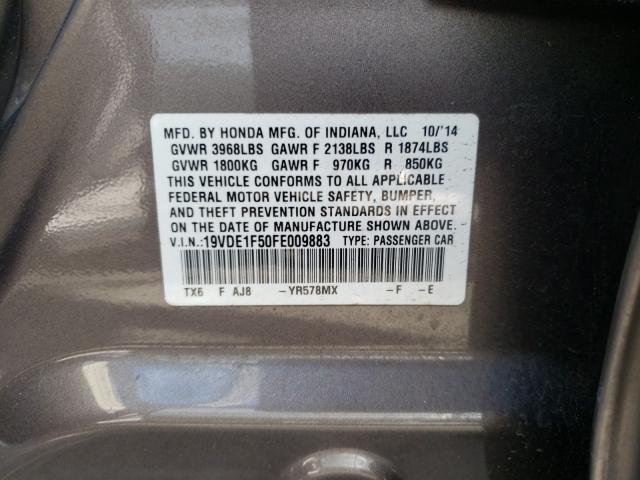 MFD. BY HONDA MFG. OF INDIANA, LLC 10/'14
GVWR 3968LBS GAWR F 2138LBS R 1874LBS
GVWR 1800KG GAWR F 970KG R 850KG
THIS VEHICLE CONFORMS TO ALL APPLICABLE
FEDERAL MOTOR VEHICLE SAFETY, BUMPER,
AND THEFT PREVENTION STANDARDS IN EFFECT
ON THE DATE OF MANUFACTURE SHOWN ABOVE.
V.I.N.:19VDE1F50FE009883 TYPE: PASSENGER CAR
TX6 F AJ8 –YR578MX –F –E